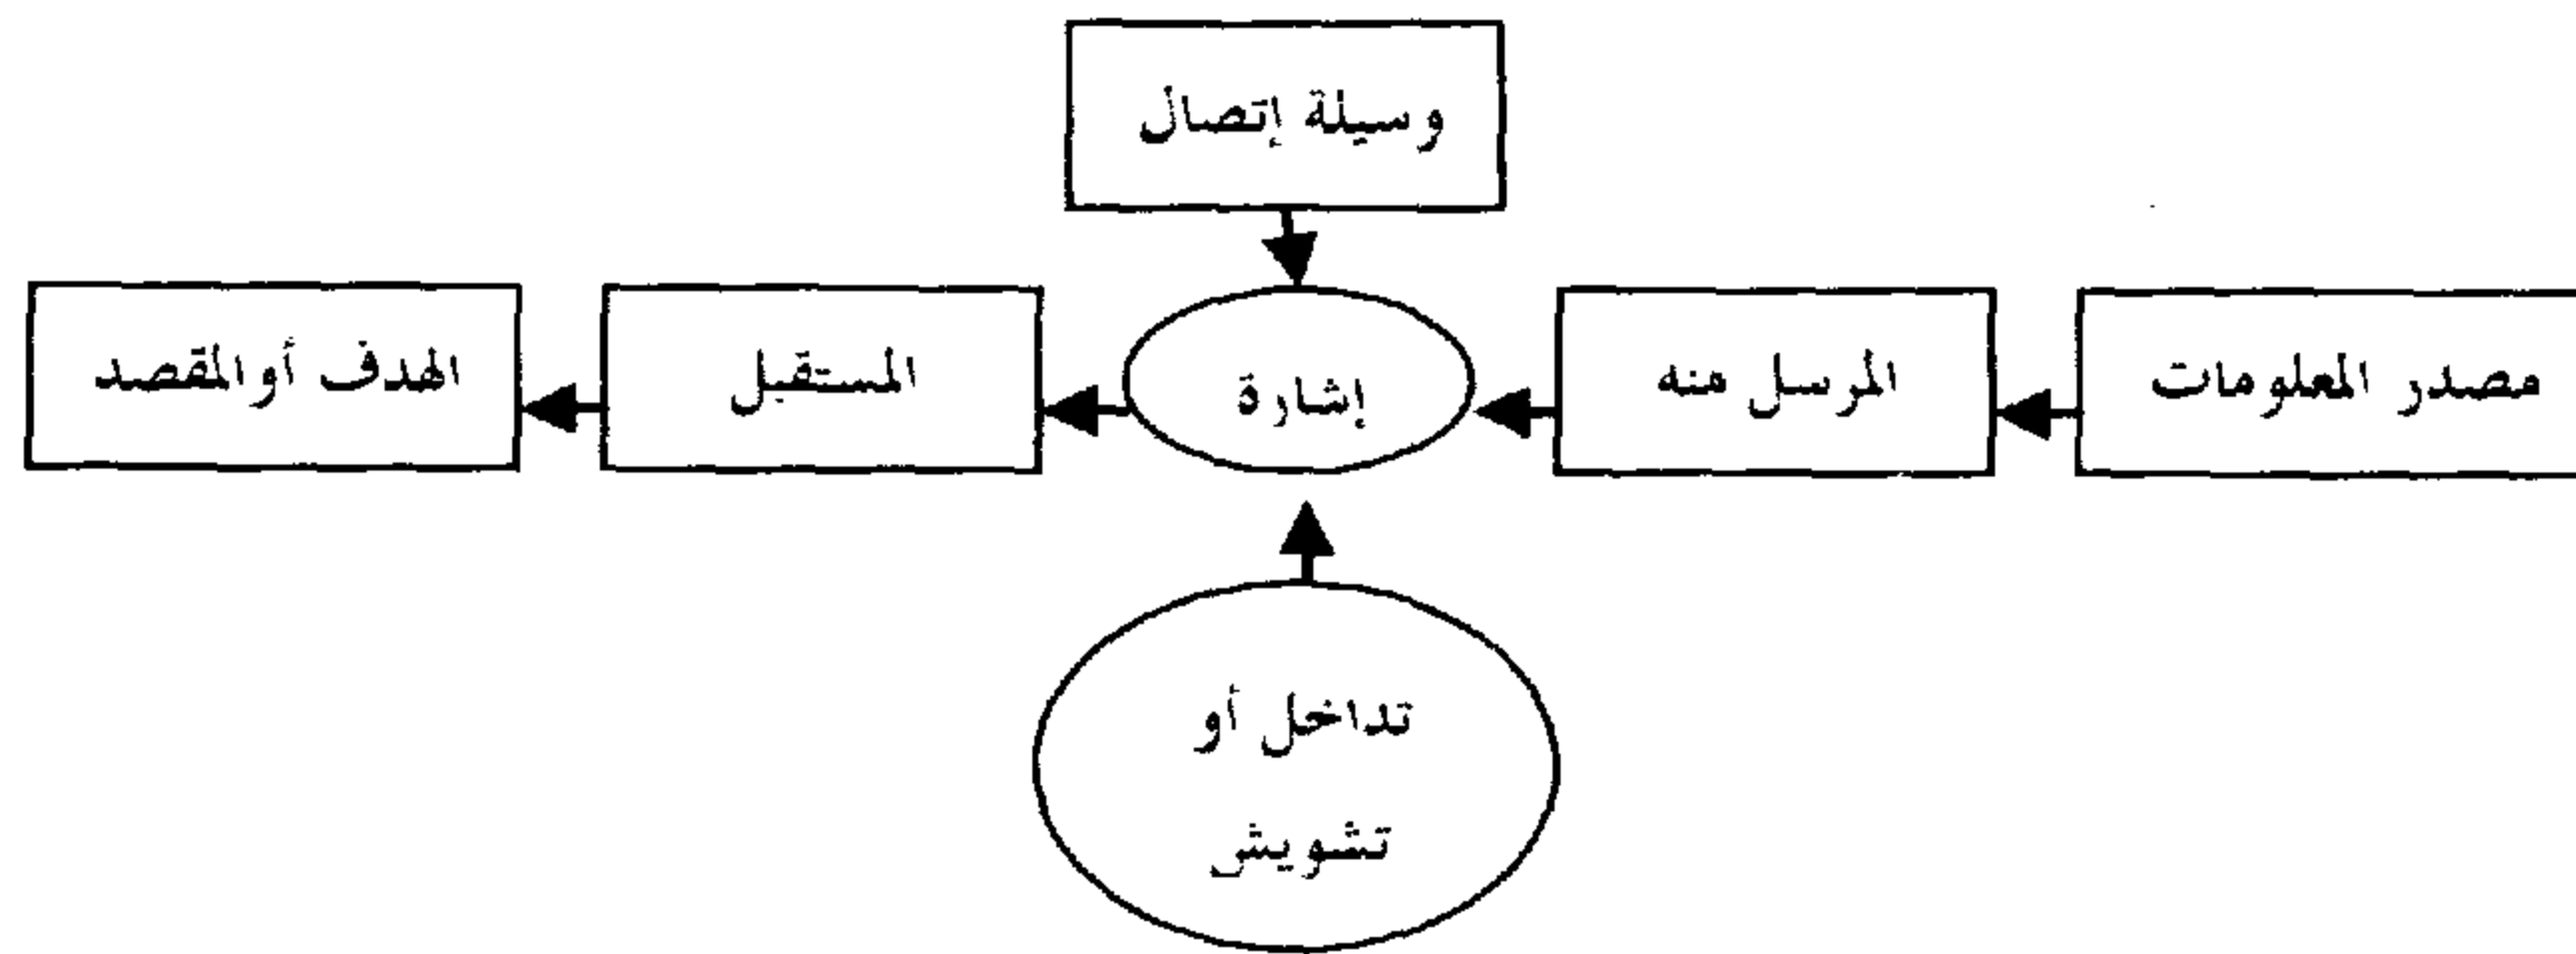 وسيلة إتصال
مصدر المعلومات
المرسل منه
إشارة
المستقبل
الهدف أوالمقصد
تداخل أو
تشويش